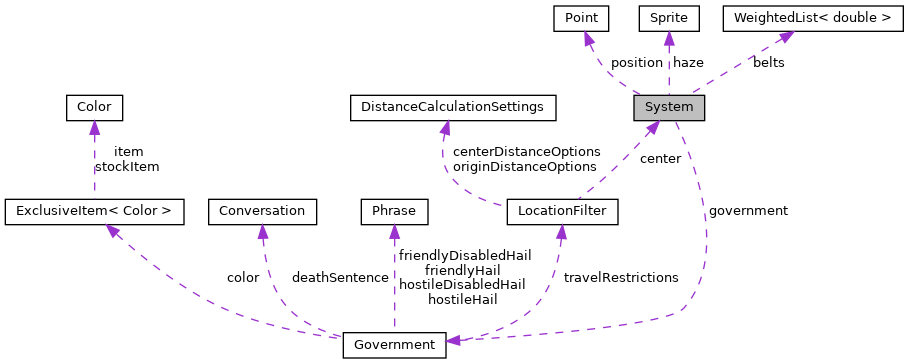 Point
Sprite
WeightedList< double >
position
haze
belts
Color
DistanceCalculationSettings
System
item
stockItem
centerDistanceOptions
originDistanceOptions
center
ExclusiveItem< Color >
Conversation
Phrase
LocationFilter
government
color
deathSentence
friendlyDisabledHail
friendlyHail
hostileDisabledHail
hostileHail
travelRestrictions
Government